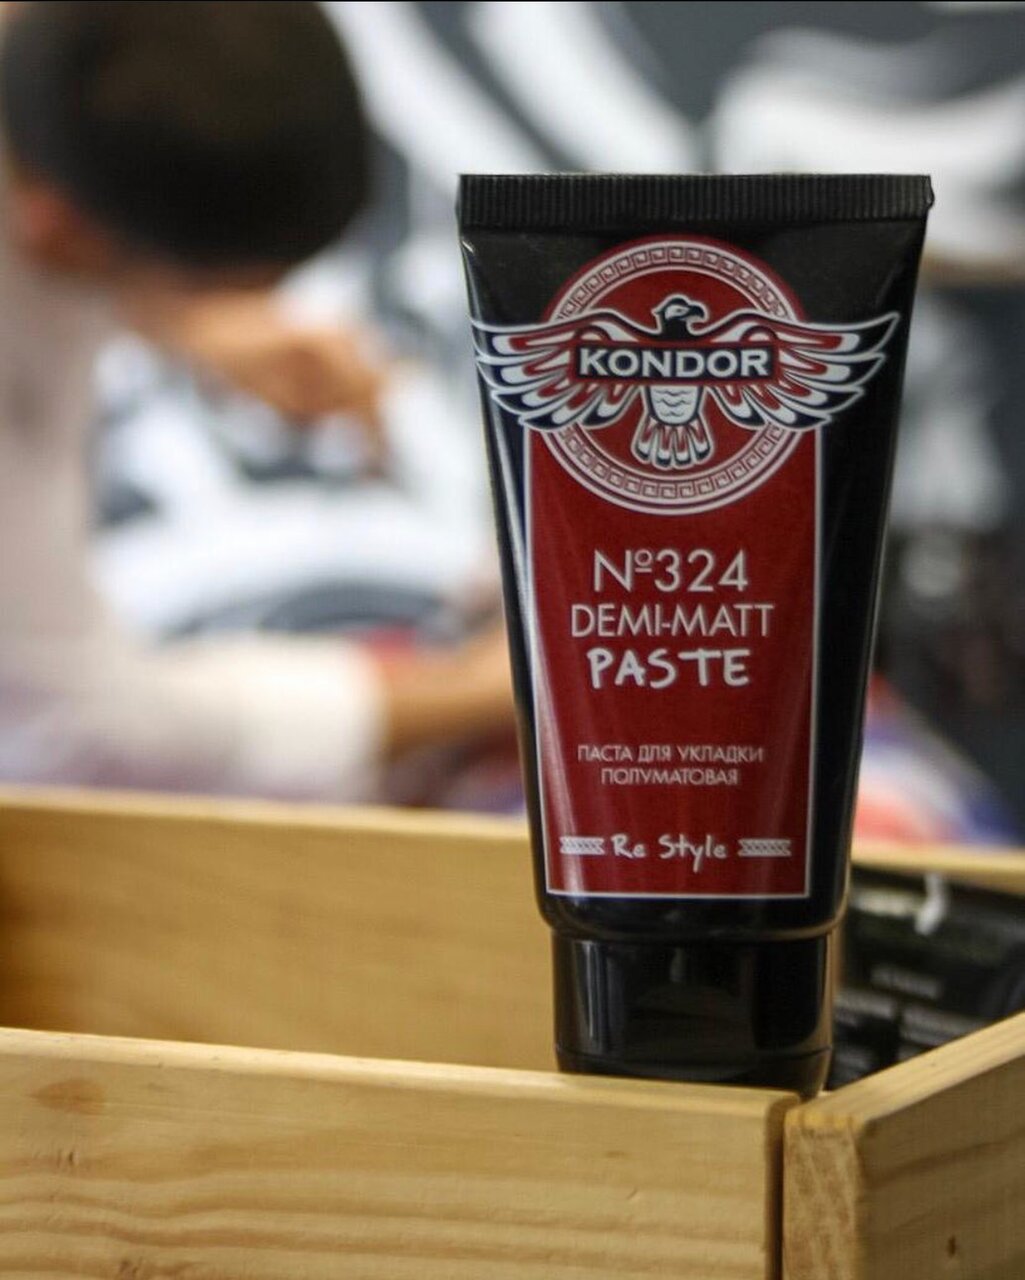 KONDOR
№324
DEMI-MATT
PASTE
ПАСТА ДЛЯ УКЛАДКИ
ПОЛУМАТОВАЯ
Re Style